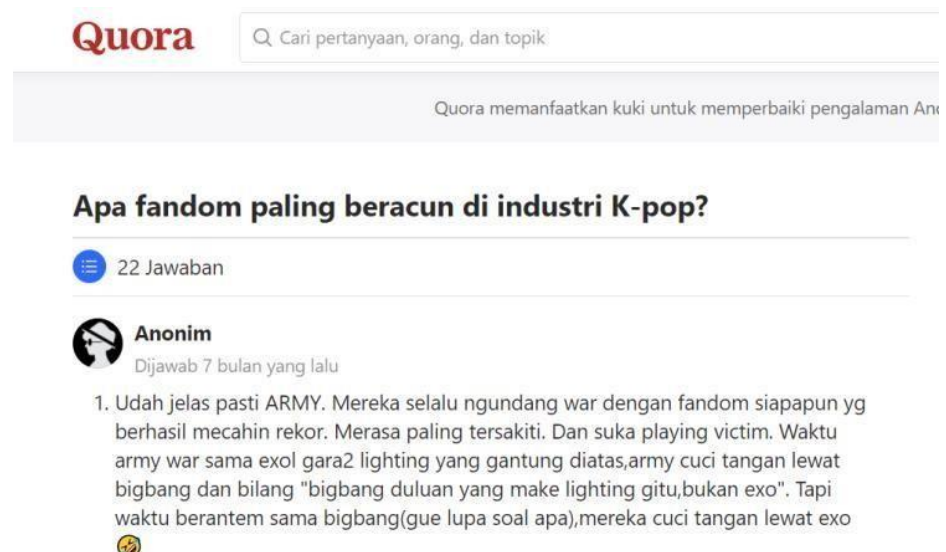 Quora
Cari pertanyaan, orang, dan topik
Quora memanfaatkan kuki untuk memperbaiki pengalaman And
Apa fandom paling beracun di industri K-pop?
22 Jawaban
Anonim
Dijawab 7 bulan yang lalu
1. Udah jelas pasti ARMY. Mereka selalu ngundang war dengan fandom siapapun yg
berhasil mecahin rekor. Merasa paling tersakiti. Dan suka playing victim. Waktu
army war sama exol gara2 lighting yang gantung diatas,army cuci tangan lewat
bigbang dan bilang "bigbang duluan yang make lighting gitu,bukan exo". Tapi
waktu berantem sama bigbang(gue lupa soal apa),mereka cuci tangan lewat exo
🤣